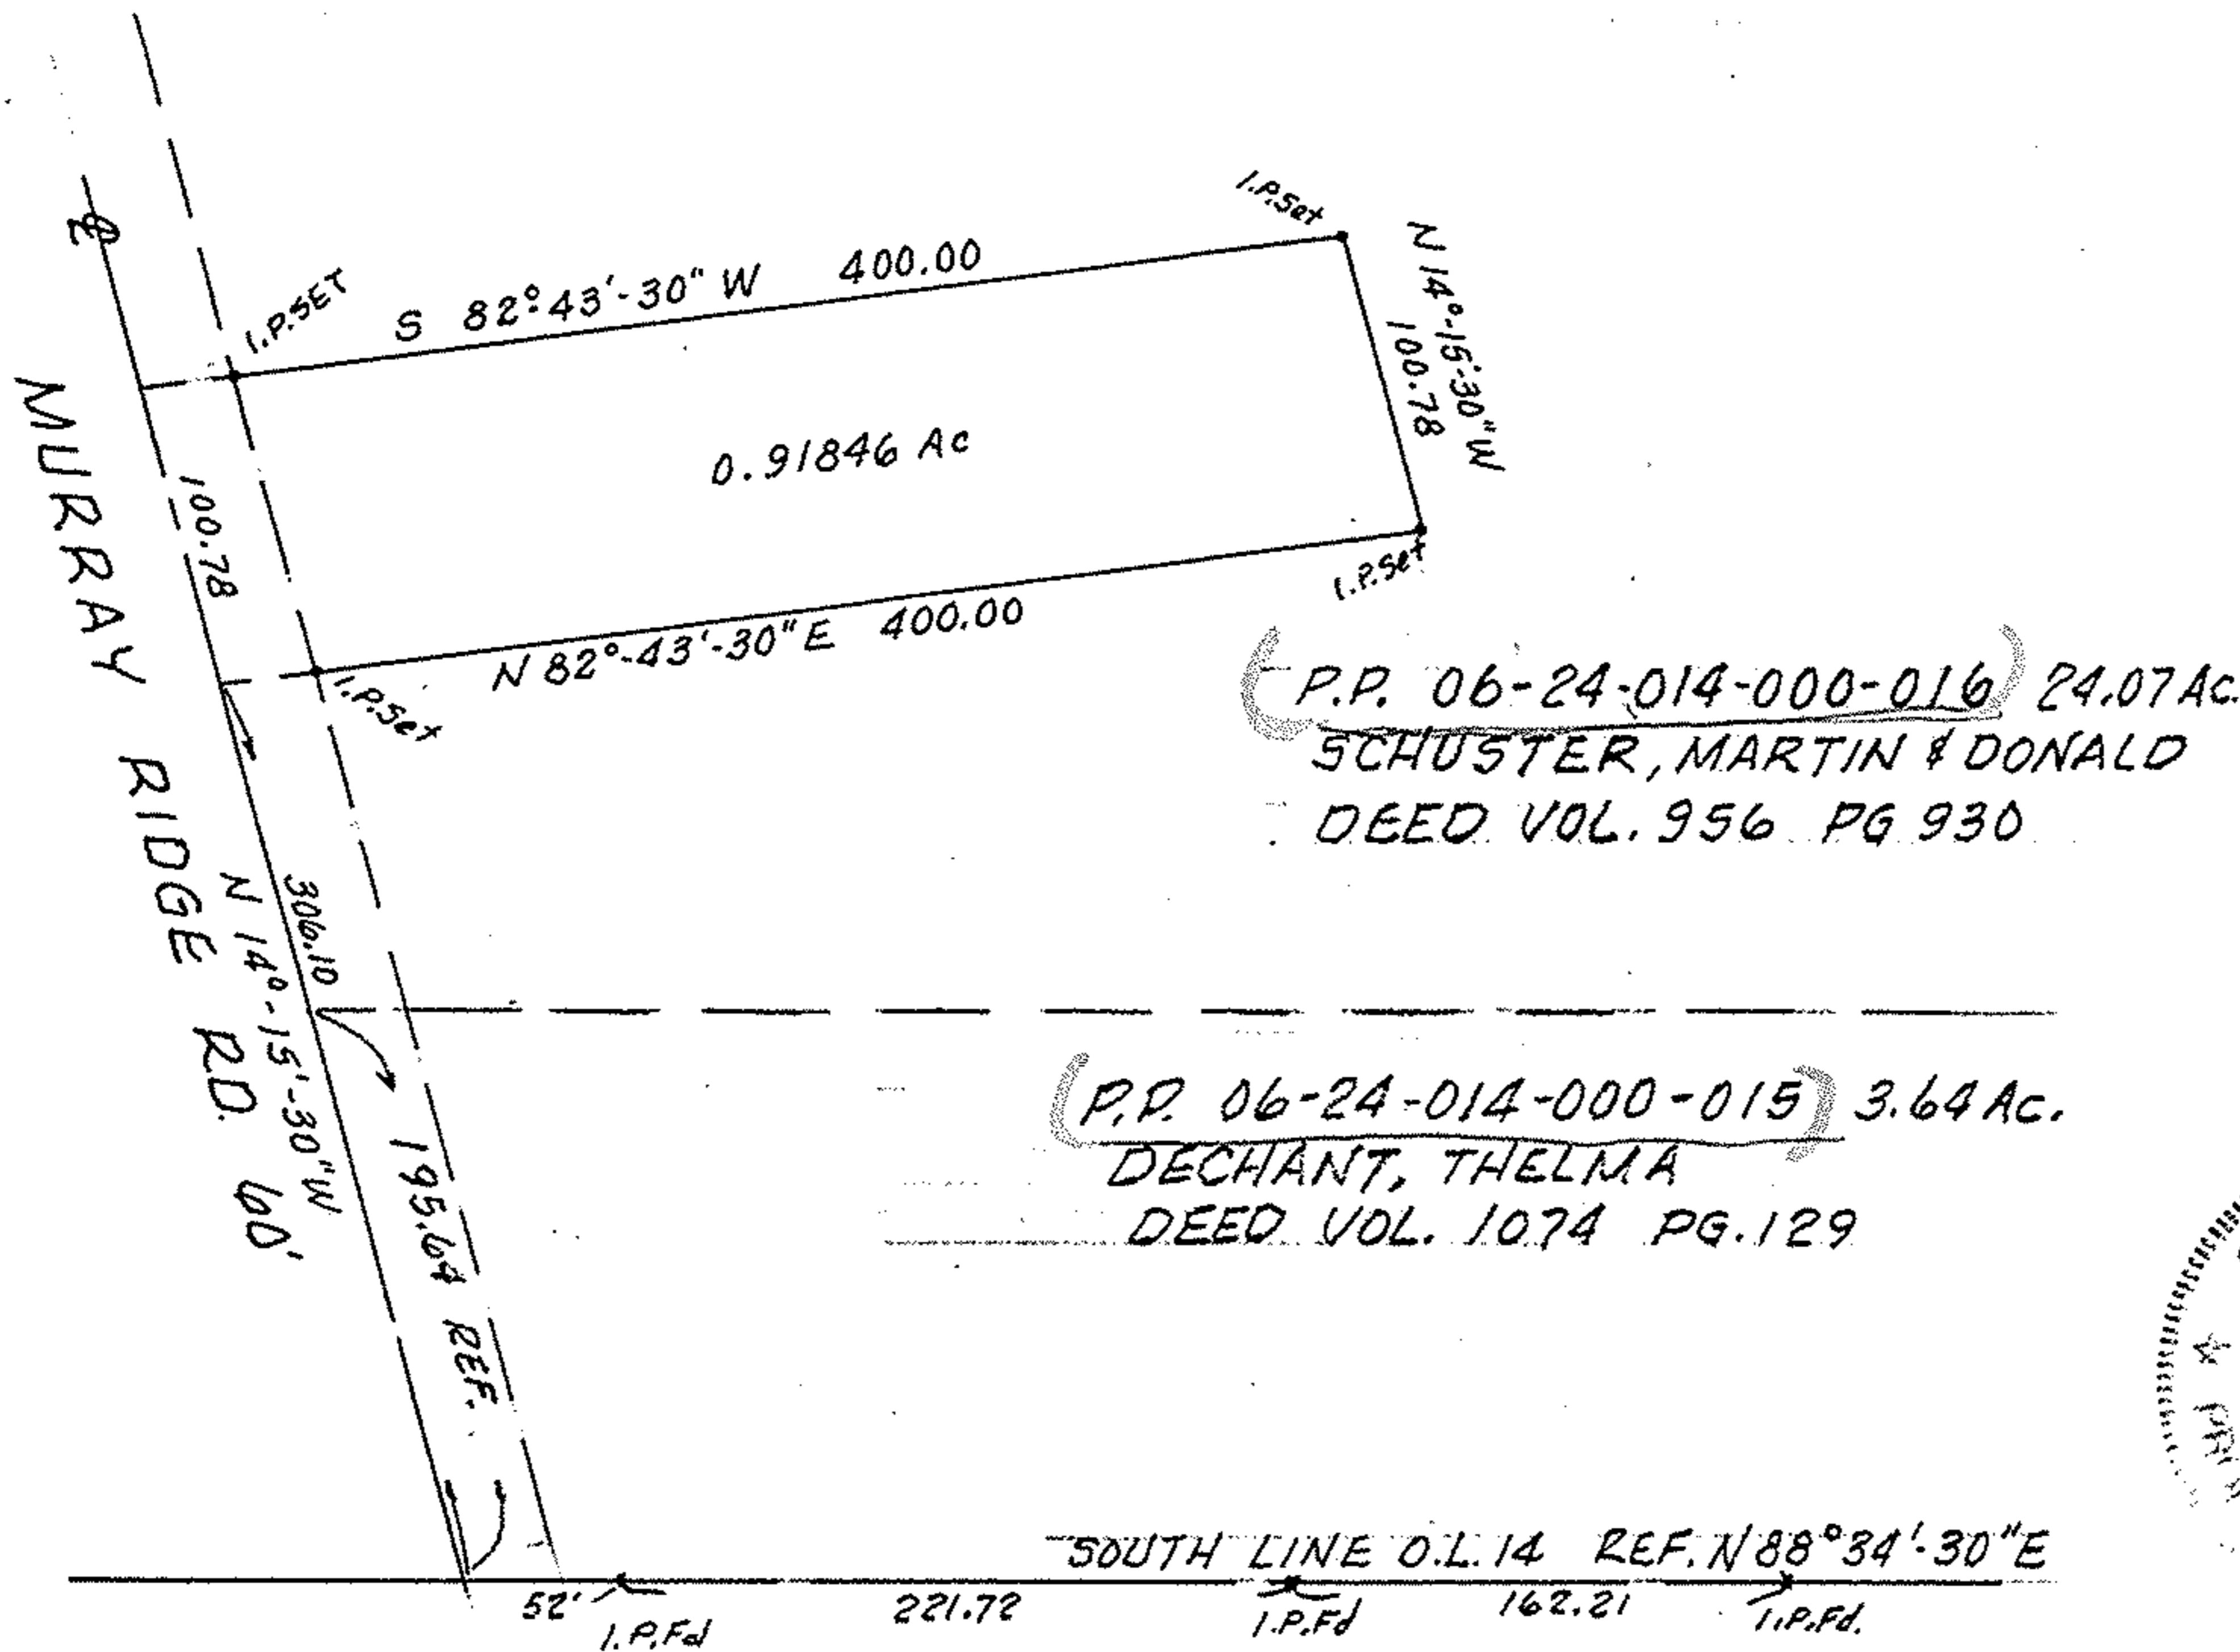 I.P.Set
N 14°-15'-30" W
100.78
℄
I.P.SET
S 82°-43'-30" W 400.00
0.91846 Ac
100.78
I.P.Set
N 82°-43'-30" E 400.00
I.P.Set
MURRAY RIDGE RD. 60'
P.P. 06-24-014-000-016 24.07 AC.
SCHUSTER, MARTIN & DONALD
DEED VOL. 956 PG 930
306.10
N 14°-15'-30" W
P.P. 06-24-014-000-015 3.64 Ac.
DECHANT, THELMA
DEED VOL. 1074 PG. 129
195.64 REF.
SOUTH LINE O.L. 14 REF. N 88°34'-30" E
52' 221.72 162.21
I.P.Fd I.P.Fd I.P.Fd.